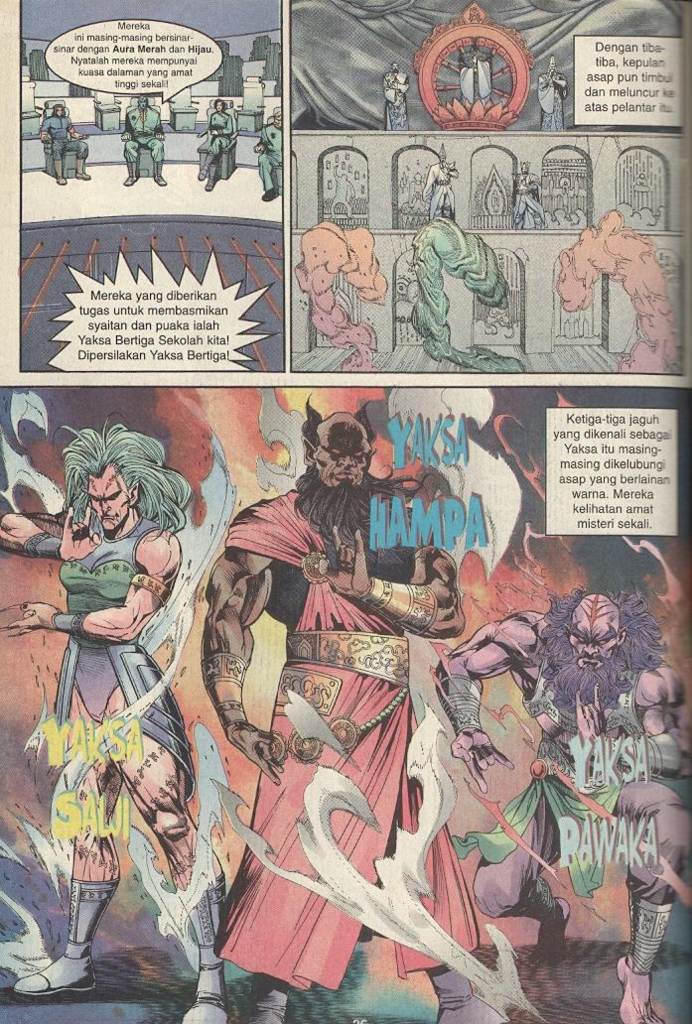 Mereka
ini masing-masing bersinar-
sinar dengan Aura Merah dan Hijau.
Nyatalah mereka mempunyai
kuasa dalaman yang amat
tinggi sekali!
Dengan tiba-
tiba, kepulan
asap pun timbul
dan meluncur ke
atas pelantar itu.
Mereka yang diberikan
tugas untuk membasmikan
syaitan dan puaka ialah
Yaksa Bertiga Sekolah kita!
Dipersilakan Yaksa Bertiga!
Ketiga-tiga jaguh
yang dikenali sebagai
Yaksa itu masing-
masing dikelubungi
asap yang berlainan
warna. Mereka
kelihatan amat
misteri sekali.
YAKSA
HAMPA
YAKSA
SAWI
YAKSA
PAWAKA